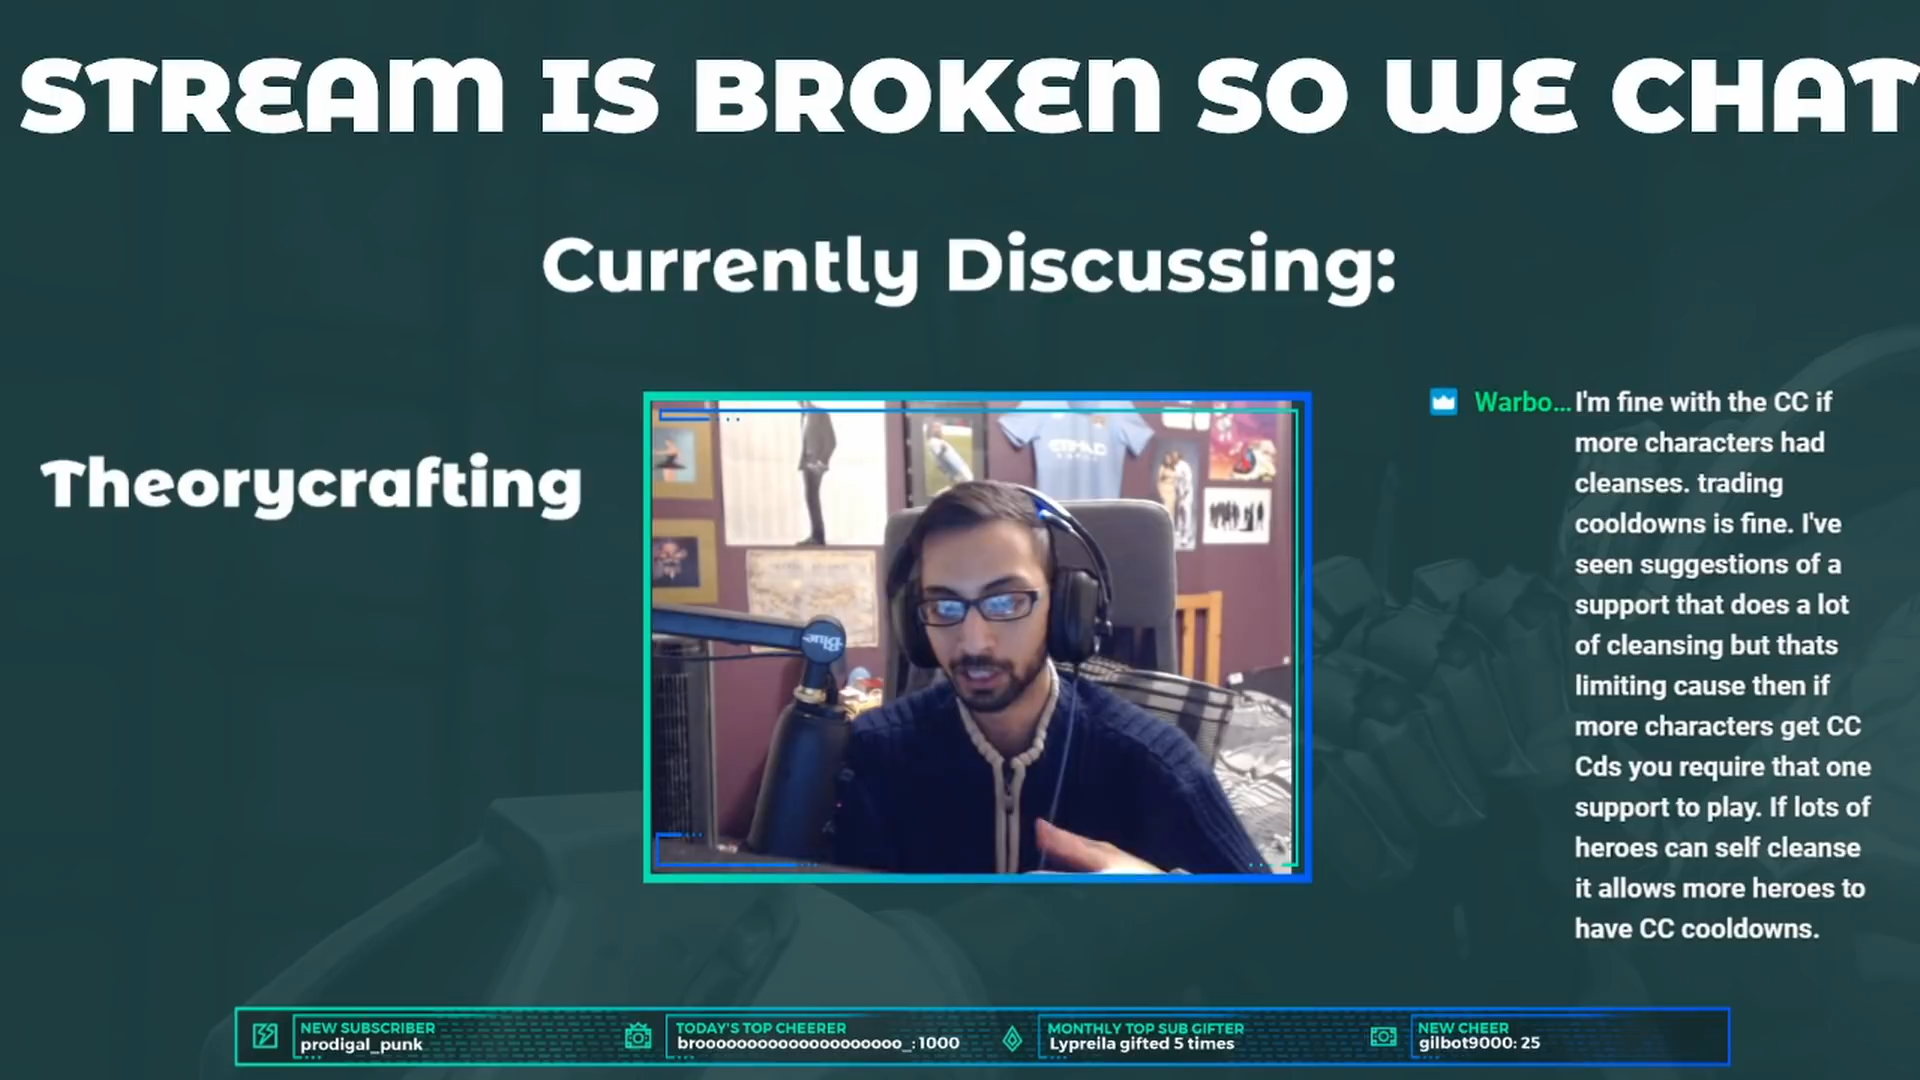 STREAM IS BROKEN SO WE CHAT
Currently Discussing:
Theorycrafting
ETIHAD
Warbo... I'm fine with the CC if
more characters had
cleanses. trading
cooldowns is fine. I've
seen suggestions of a
support that does a lot
of cleansing but thats
limiting cause then if
more characters get CC
Cds you require that one
support to play. If lots of
heroes can self cleanse
it allows more heroes to
have CC cooldowns.
NEW SUBSCRIBER
prodigal_punk
TODAY'S TOP CHEERER
MONTHLY TOP SUB GIFTER
Lypreila gifted 5 times
NEW CHEER
gilbot9000: 25